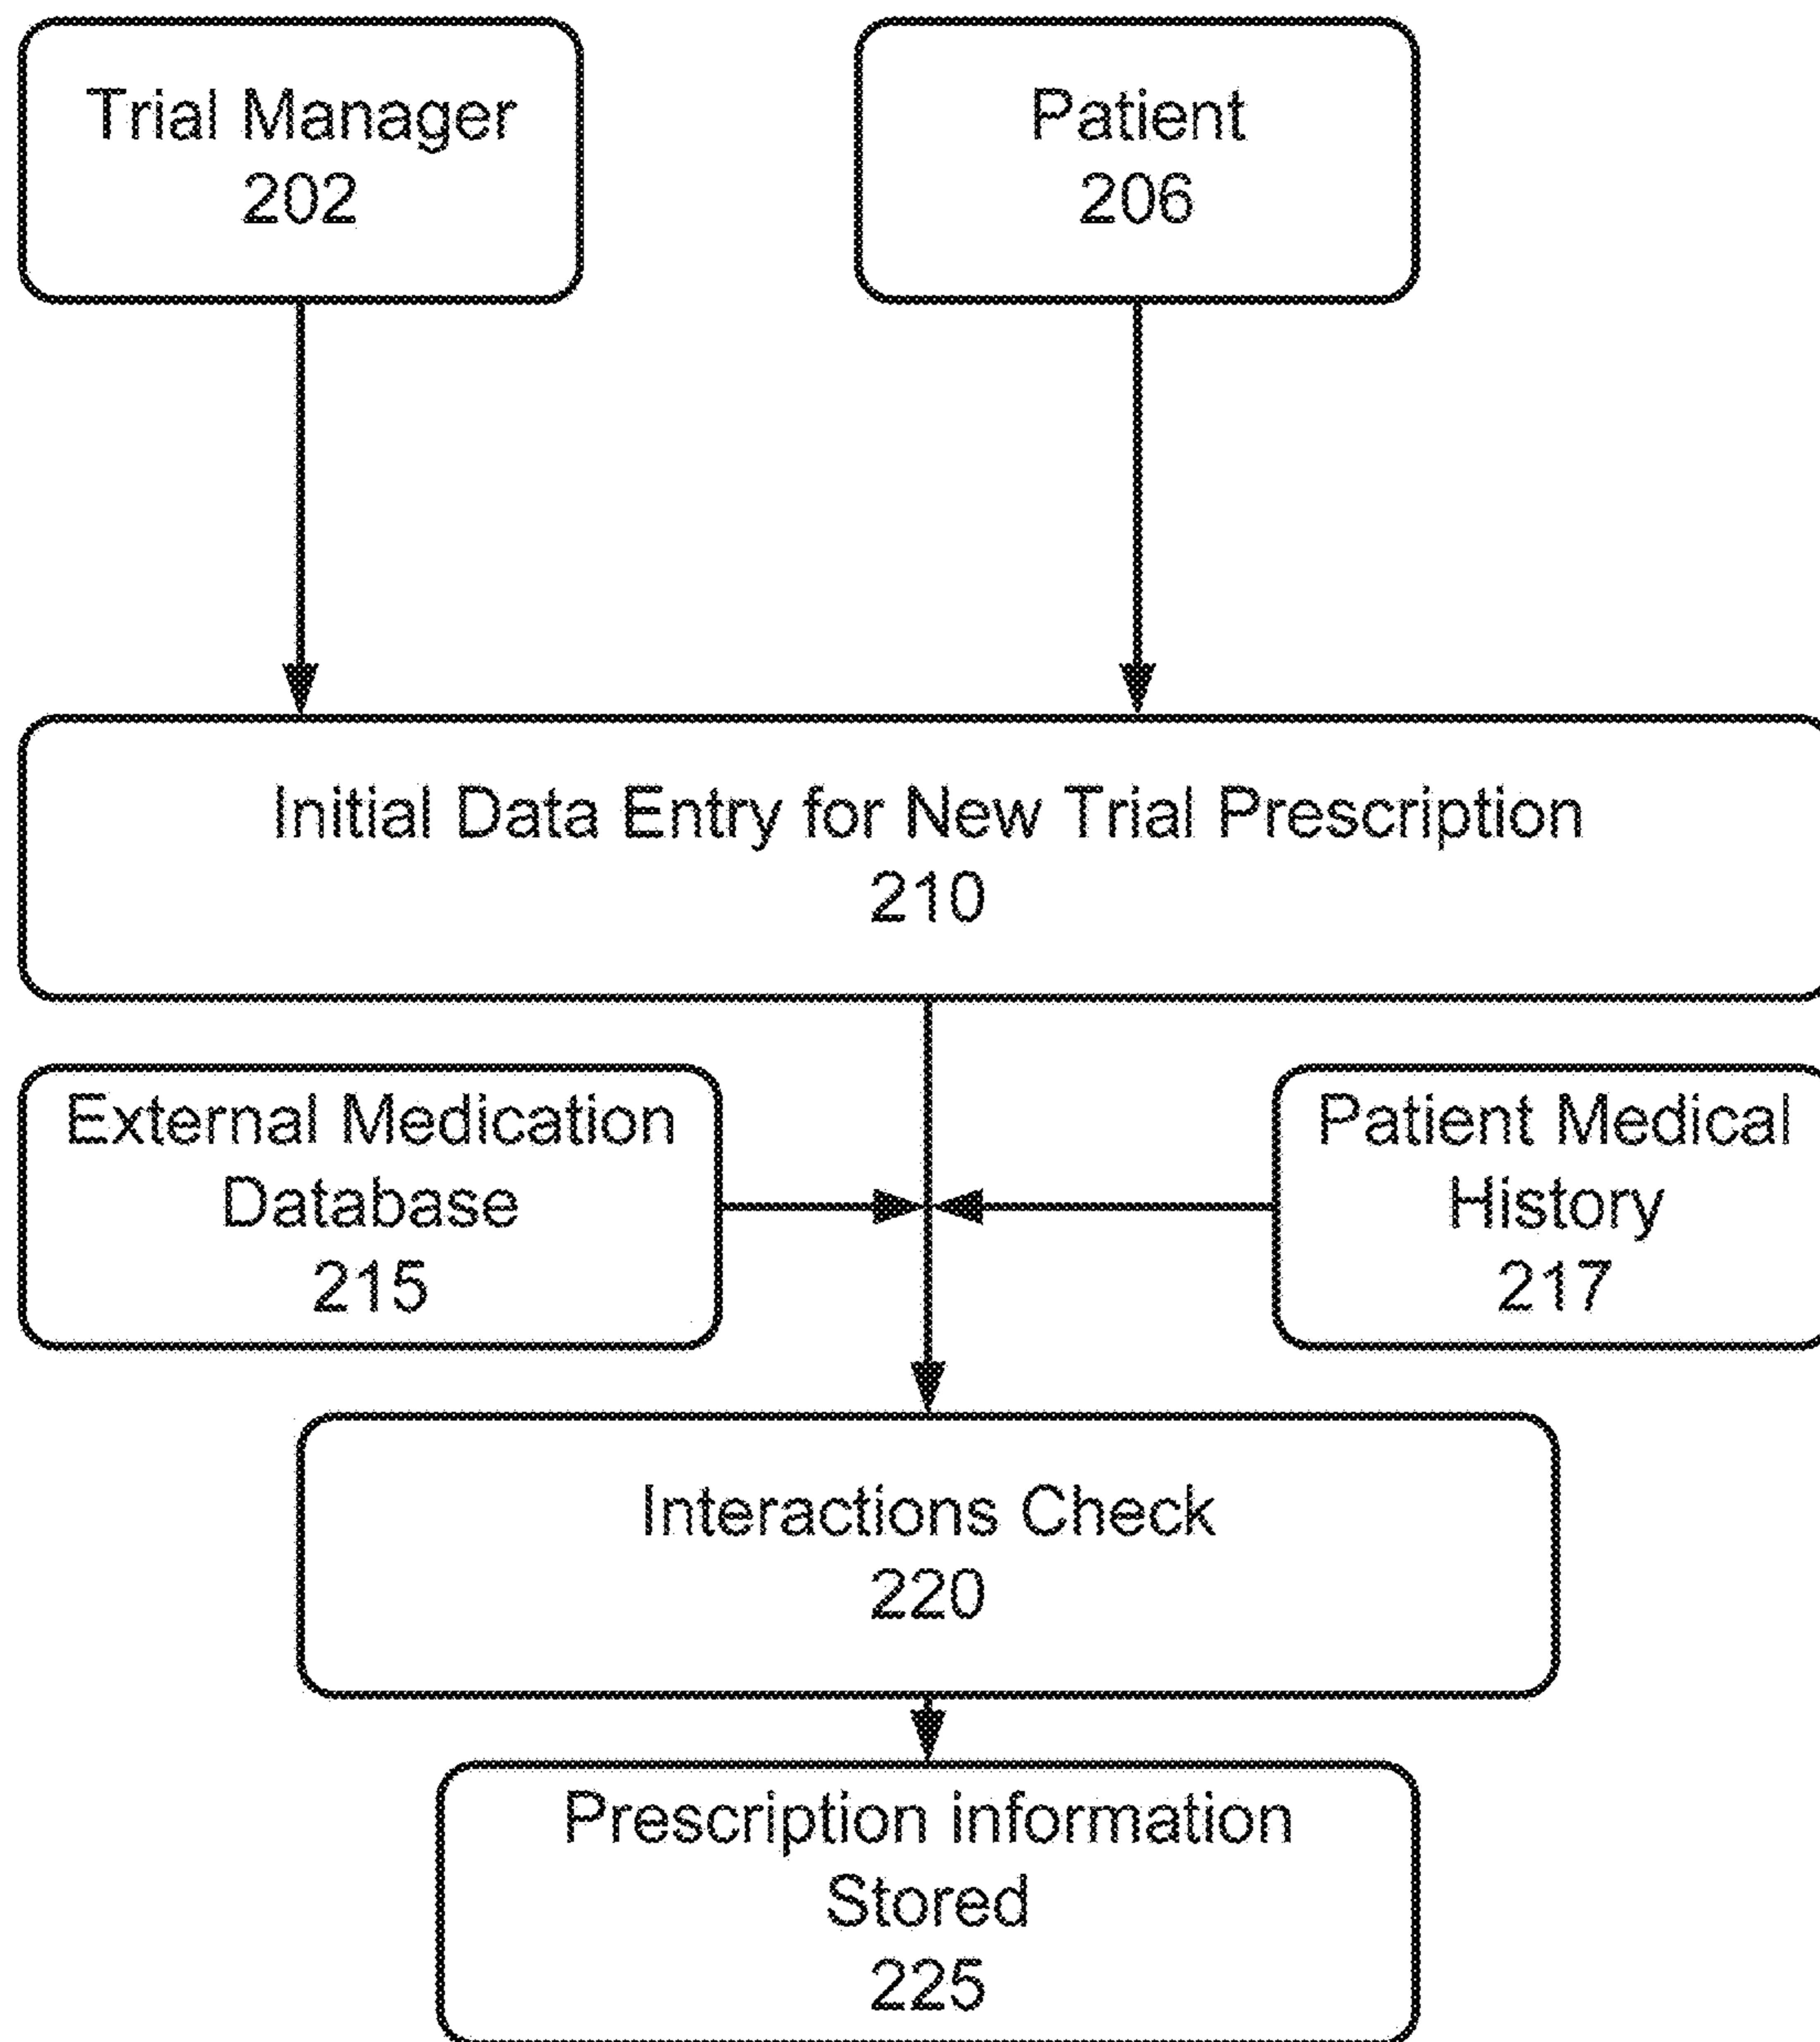 Trial Manager
202
Patient
206
Initial Data Entry for New Trial Prescription
210
External Medication
Database
215
Patient Medical
History
217
Interactions Check
220
Prescription information
Stored
225